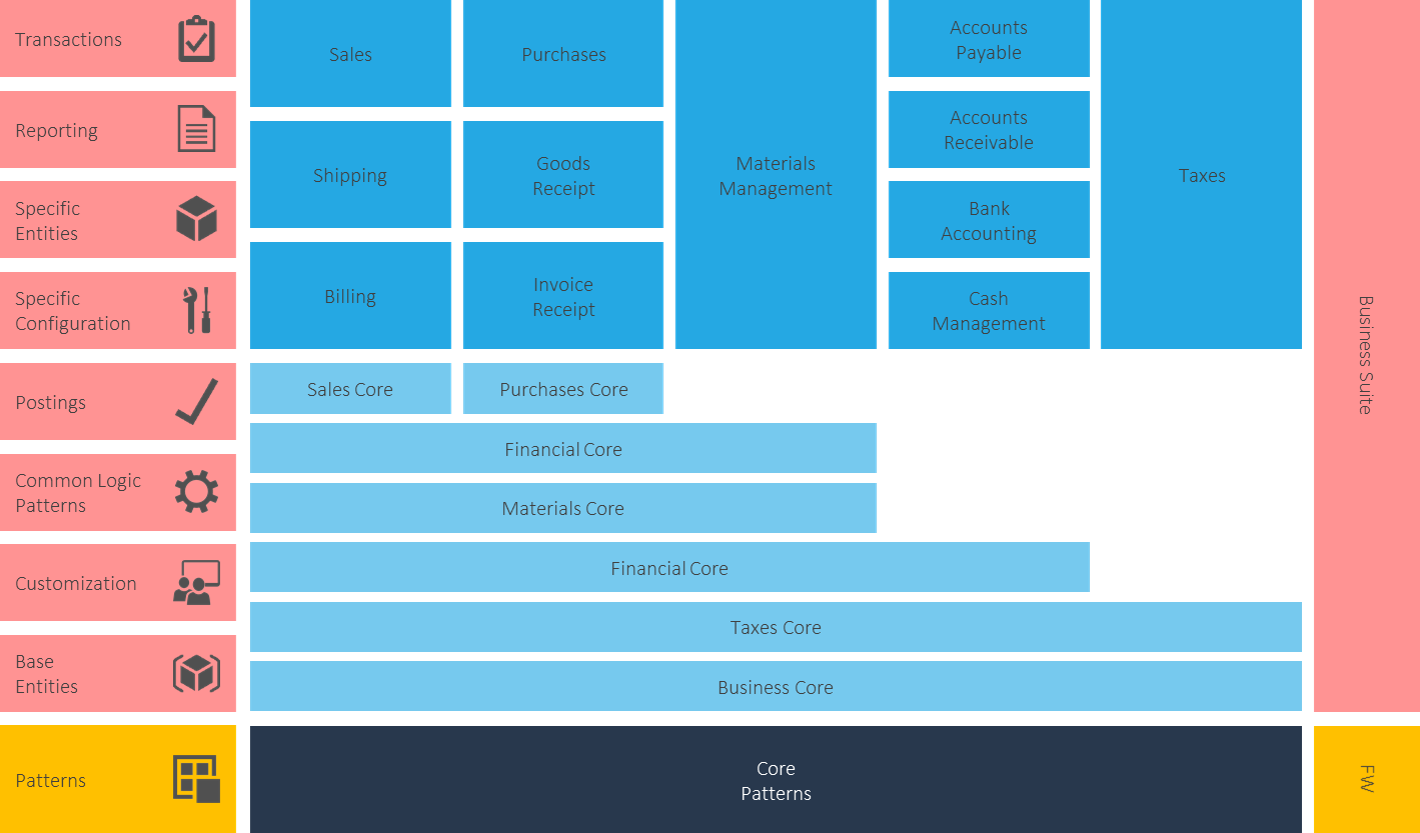 Transactions
Reporting
Specific
Entities
Specific
Configuration
Postings
Common Logic
Patterns
Customization
Base
Entities
Patterns
Sales
Shipping
Billing
Purchases
Goods
Receipt
Invoice
Receipt
Materials
Management
Accounts
Payable
Accounts
Receivable
Bank
Accounting
Cash
Management
Taxes
Sales Core
Purchases Core
Financial Core
Materials Core
Financial Core
Taxes Core
Business Core
Core
Patterns
Business Suite
FW